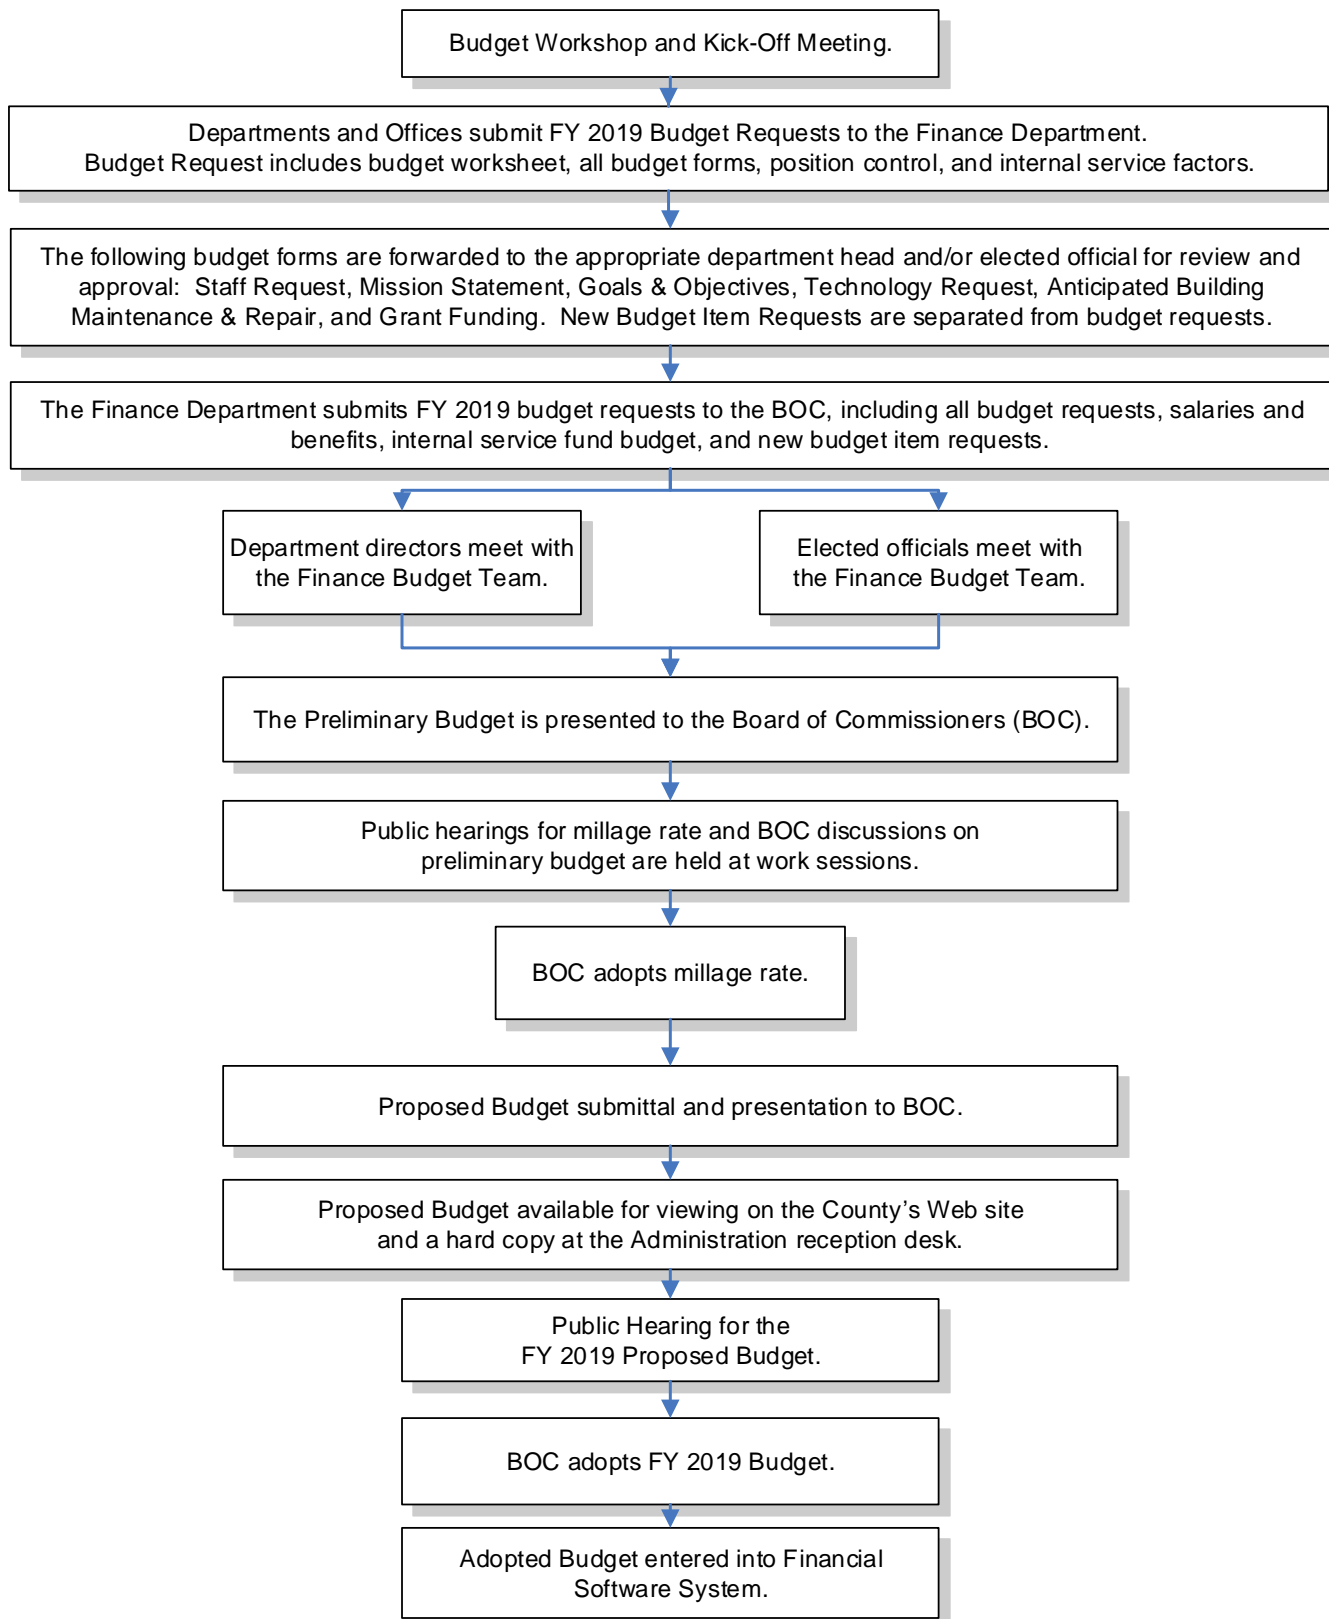 Budget Workshop and Kick-Off Meeting.
Departments and Offices submit FY 2019 Budget Requests to the Finance Department.
Budget Request includes budget worksheet, all budget forms, position control, and internal service factors.
The following budget forms are forwarded to the appropriate department head and/or elected official for review and
approval:  Staff Request, Mission Statement, Goals & Objectives, Technology Request, Anticipated Building
Maintenance & Repair, and Grant Funding.  New Budget Item Requests are separated from budget requests.
The Finance Department submits FY 2019 budget requests to the BOC, including all budget requests, salaries and
benefits, internal service fund budget, and new budget item requests.
Department directors meet with
the Finance Budget Team.
Elected officials meet with
the Finance Budget Team.
The Preliminary Budget is presented to the Board of Commissioners (BOC).
Public hearings for millage rate and BOC discussions on
preliminary budget are held at work sessions.
BOC adopts millage rate.
Proposed Budget submittal and presentation to BOC.
Proposed Budget available for viewing on the County’s Web site
and a hard copy at the Administration reception desk.
Public Hearing for the
FY 2019 Proposed Budget.
BOC adopts FY 2019 Budget.
Adopted Budget entered into Financial
Software System.